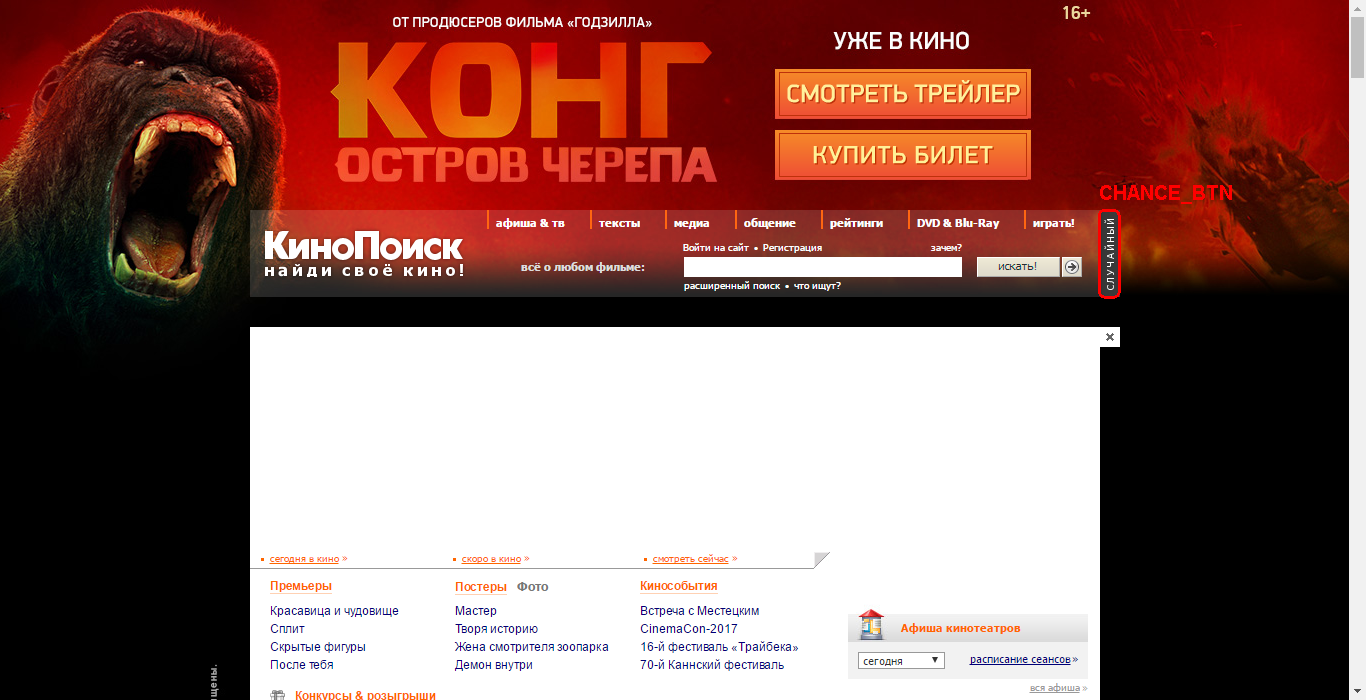 16+
ОТ ПРОДЮСЕРОВ ФИЛЬМА «ГОДЗИЛЛА»
КОНГ
ОСТРОВ ЧЕРЕПА
УЖЕ В КИНО
СМОТРЕТЬ ТРЕЙЛЕР
КУПИТЬ БИЛЕТ
CHANCE_BTN
СЛУЧАЙНЫЙ
афиша & тв тексты медиа общение рейтинги DVD & Blu-Ray играть!
КиноПоиск
найди своё кино!
Войти на сайт • Регистрация зачем?
всё о любом фильме: искать!
расширенный поиск • что ищут?
сегодня в кино » скоро в кино » смотреть сейчас »
Премьеры Постеры Фото Кинособытия
Красавица и чудовище Мастер Встреча с Местецким
Сплит Творя историю CinemaCon-2017
Скрытые фигуры Жена смотрителя зоопарка 16-й фестиваль «Трайбека»
После тебя Демон внутри 70-й Каннский фестиваль
Афиша кинотеатров
сегодня расписание сеансов »
вся афиша »
Конкурсы & розыгрыши